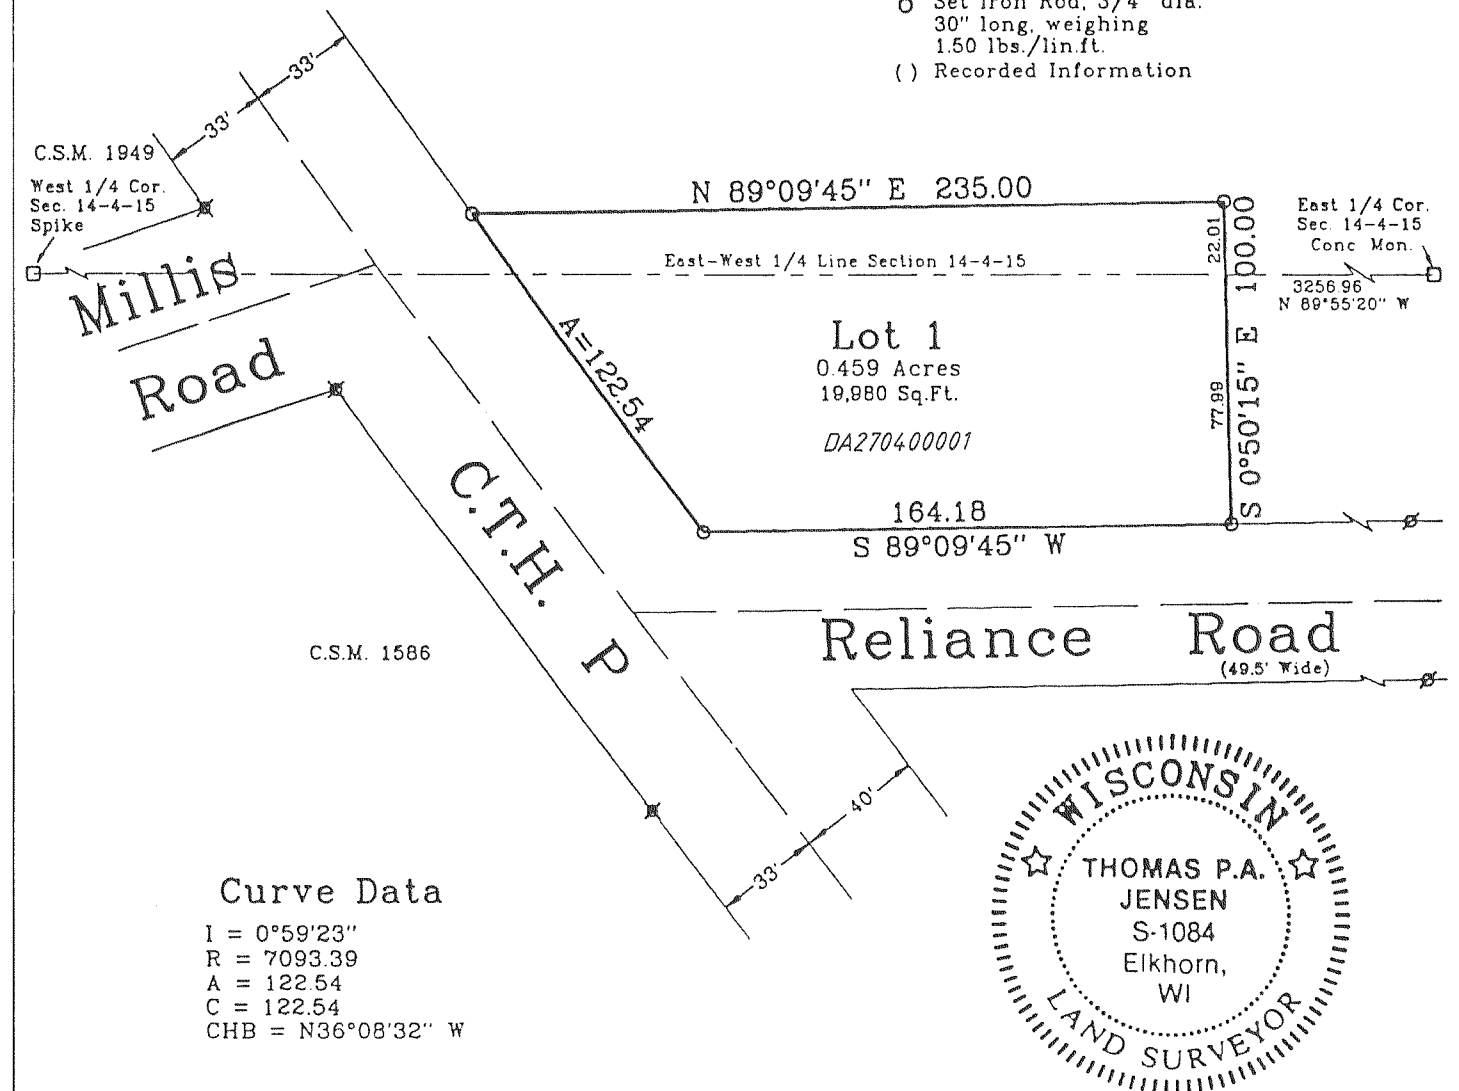 O Set Iron Rod, 3/4" dia.
30" long, weighing
1.50 lbs./lin.ft.
( ) Recorded Information
33'
33'
C.S.M. 1949
West 1/4 Cor.
Sec. 14-4-15
Spike
N 89°09'45" E 235.00
East 1/4 Cor.
Sec. 14-4-15
Conc Mon.
22.01
S 0°50'15" E 100.00
East-West 1/4 Line Section 14-4-15
3256.96
N 89°55'20" W
Millis
Road
A=122.54
Lot 1
0.459 Acres
19,980 Sq.Ft.
DA270400001
77.99
164.18
S 89°09'45" W
C.T.H. P
Reliance Road
(49.5' Wide)
C.S.M. 1586
40'
33'
Curve Data
I = 0°59'23"
R = 7093.39
A = 122.54
C = 122.54
CHB = N36°08'32" W
WISCONSIN
THOMAS P.A.
JENSEN
S-1084
Elkhorn,
WI
LAND SURVEYOR